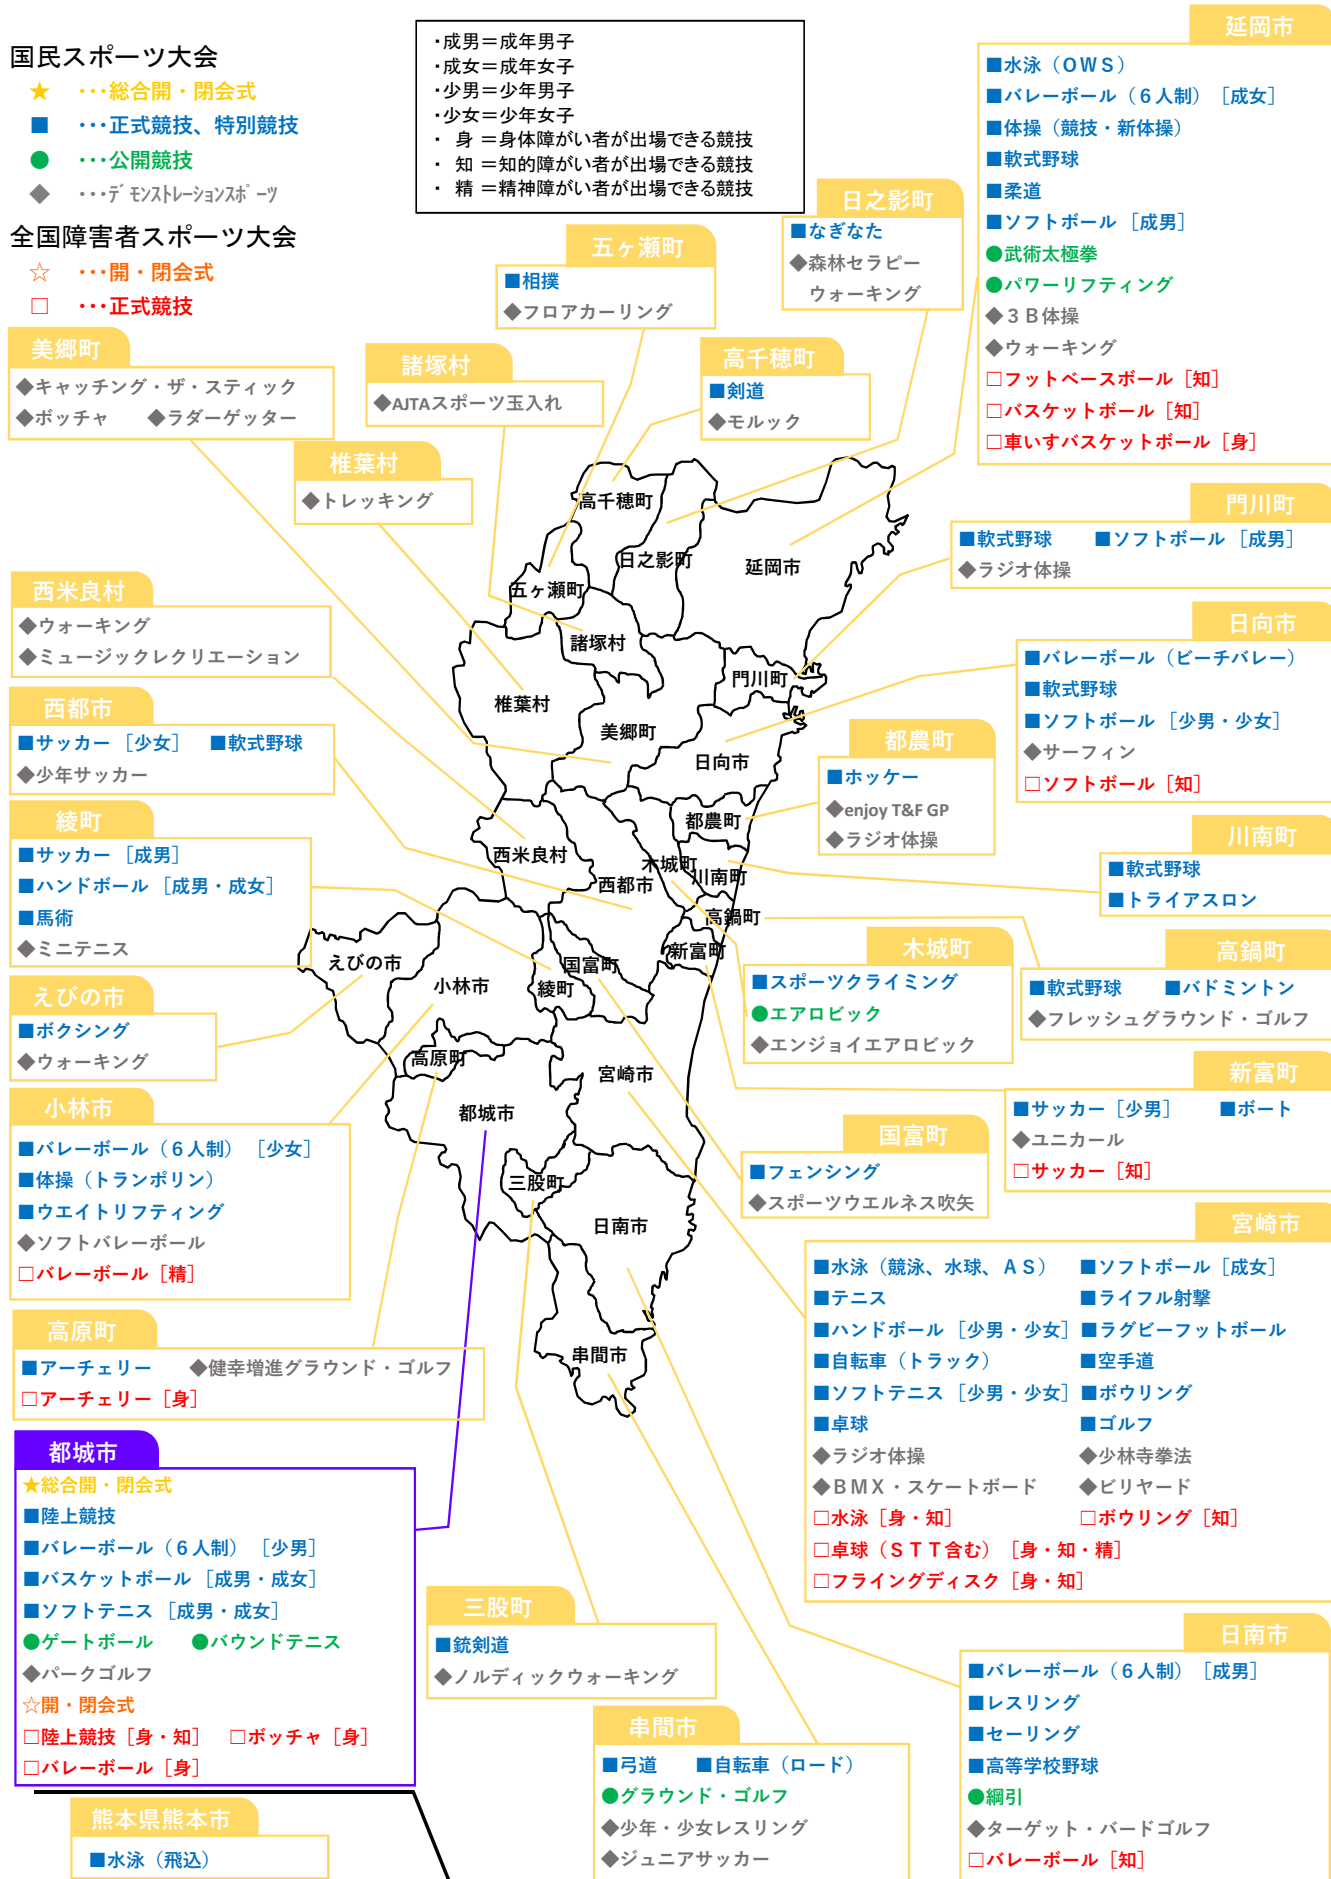 国民スポーツ大会
★ ･･･総合開・閉会式
■ ･･･正式競技、特別競技
● ･･･公開競技
◆ ･･･ﾃﾞﾓﾝｽﾄﾚｰｼｮﾝｽﾎﾟｰﾂ
全国障害者スポーツ大会
☆ ･･･開・閉会式
□ ･･･正式競技
・成男＝成年男子
・成女＝成年女子
・少男＝少年男子
・少女＝少年女子
・ 身 ＝身体障がい者が出場できる競技
・ 知 ＝知的障がい者が出場できる競技
・ 精 ＝精神障がい者が出場できる競技
延岡市
■水泳（OWS）
■バレーボール（６人制）［成女］
■体操（競技・新体操）
■軟式野球
■柔道
■ソフトボール［成男］
●武術太極拳
●パワーリフティング
◆３B体操
◆ウォーキング
□フットベースボール［知］
□バスケットボール［知］
□車いすバスケットボール［身］
日之影町
■なぎなた
◆森林セラピー
ウォーキング
五ヶ瀬町
■相撲
◆フロアカーリング
高千穂町
■剣道
◆モルック
諸塚村
◆AJTAスポーツ玉入れ
美郷町
◆キャッチング・ザ・スティック
◆ボッチャ ◆ラダーゲッター
椎葉村
◆トレッキング
門川町
■軟式野球 ■ソフトボール［成男］
◆ラジオ体操
西米良村
◆ウォーキング
◆ミュージックレクリエーション
日向市
■バレーボール（ビーチバレー）
■軟式野球
■ソフトボール［少男・少女］
◆サーフィン
□ソフトボール［知］
西都市
■サッカー［少女］ ■軟式野球
◆少年サッカー
都農町
■ホッケー
◆enjoy T&F GP
◆ラジオ体操
綾町
■サッカー［成男］
■ハンドボール［成男・成女］
■馬術
◆ミニテニス
川南町
■軟式野球
■トライアスロン
木城町
■スポーツクライミング
●エアロビック
◆エンジョイエアロビック
高鍋町
■軟式野球 ■バドミントン
◆フレッシュグラウンド・ゴルフ
えびの市
■ボクシング
◆ウォーキング
新富町
■サッカー［少男］ ■ボート
◆ユニカール
□サッカー［知］
小林市
■バレーボール（６人制）［少女］
■体操（トランポリン）
■ウエイトリフティング
◆ソフトバレーボール
□バレーボール［精］
国富町
■フェンシング
◆スポーツウエルネス吹矢
宮崎市
■水泳（競泳、水球、AS） ■ソフトボール［成女］
■テニス ■ライフル射撃
■ハンドボール［少男・少女］ ■ラグビーフットボール
■自転車（トラック） ■空手道
■ソフトテニス［少男・少女］ ■ボウリング
■卓球 ■ゴルフ
◆ラジオ体操 ◆少林寺拳法
◆BMX・スケートボード ◆ビリヤード
□水泳［身・知］ □ボウリング［知］
□卓球（STT含む）［身・知・精］
□フライングディスク［身・知］
高原町
■アーチェリー ◆健幸増進グラウンド・ゴルフ
□アーチェリー［身］
都城市
★総合開・閉会式
■陸上競技
■バレーボール（６人制）［少男］
■バスケットボール［成男・成女］
■ソフトテニス［成男・成女］
●ゲートボール ●バウンドテニス
◆パークゴルフ
☆開・閉会式
□陸上競技［身・知］ □ボッチャ［身］
□バレーボール［身］
三股町
■銃剣道
◆ノルディックウォーキング
日南市
■バレーボール（６人制）［成男］
■レスリング
■セーリング
■高等学校野球
●綱引
◆ターゲット・バードゴルフ
□バレーボール［知］
串間市
■弓道 ■自転車（ロード）
●グラウンド・ゴルフ
◆少年・少女レスリング
◆ジュニアサッカー
熊本県熊本市
■水泳（飛込）
高千穂町
日之影町
延岡市
五ヶ瀬町
諸塚村
椎葉村
門川町
美郷町
日向市
都農町
西米良村
木城町
川南町
西都市
高鍋町
新富町
国富町
綾町
えびの市
小林市
高原町
宮崎市
都城市
三股町
日南市
串間市